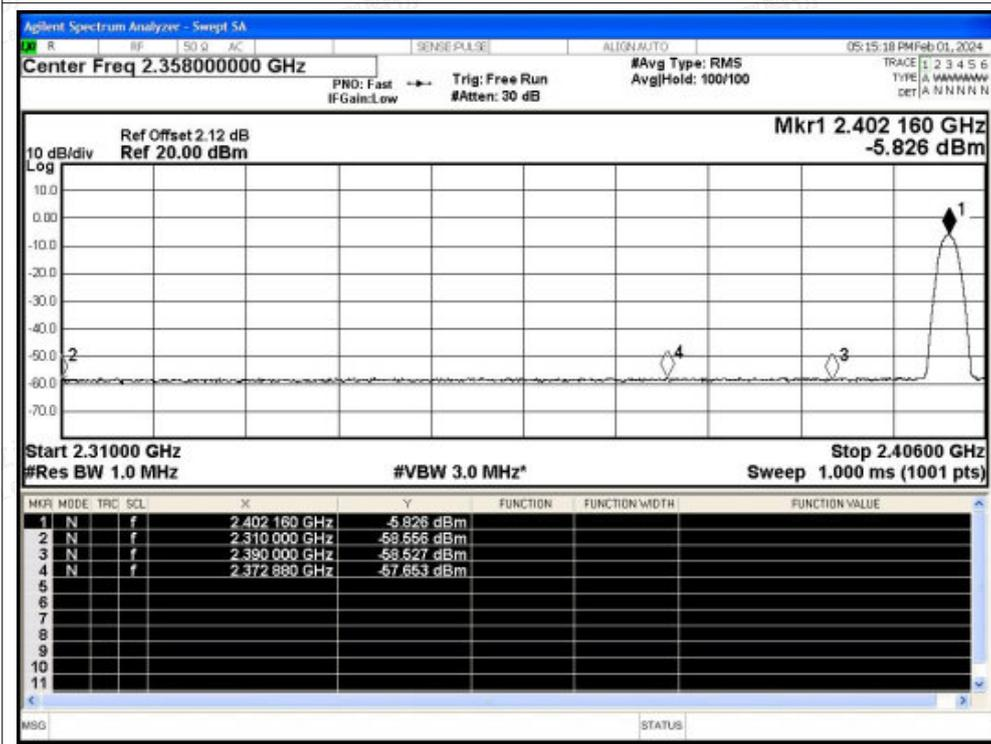 Agilent Spectrum Analyzer - Swept SA
R RF 50 Ω AC SENSE:PULSE ALIGN AUTO 05:15:18 PM Feb 01, 2024
Center Freq 2.358000000 GHz
PNO: Fast
IFGain:Low
Trig: Free Run
#Atten: 30 dB
#Avg Type: RMS
Avg|Hold: 100/100
TRACE 1 2 3 4 5 6
TYPE A WWWWW
DET A N N N N N
Mkr1 2.402 160 GHz
-5.826 dBm
Ref Offset 2.12 dB
10 dB/div Ref 20.00 dBm
Log
10.0
0.00
-10.0
-20.0
-30.0
-40.0
-50.0
-60.0
-70.0
1
2
4
3
Start 2.31000 GHz Stop 2.40600 GHz
#Res BW 1.0 MHz #VBW 3.0 MHz* Sweep 1.000 ms (1001 pts)
MKR MODE TRC SCL X Y FUNCTION FUNCTION WIDTH FUNCTION VALUE
1 N f 2.402 160 GHz -5.826 dBm
2 N f 2.310 000 GHz -58.556 dBm
3 N f 2.390 000 GHz -58.527 dBm
4 N f 2.372 880 GHz -57.653 dBm
5
6
7
8
9
10
11
MSG STATUS